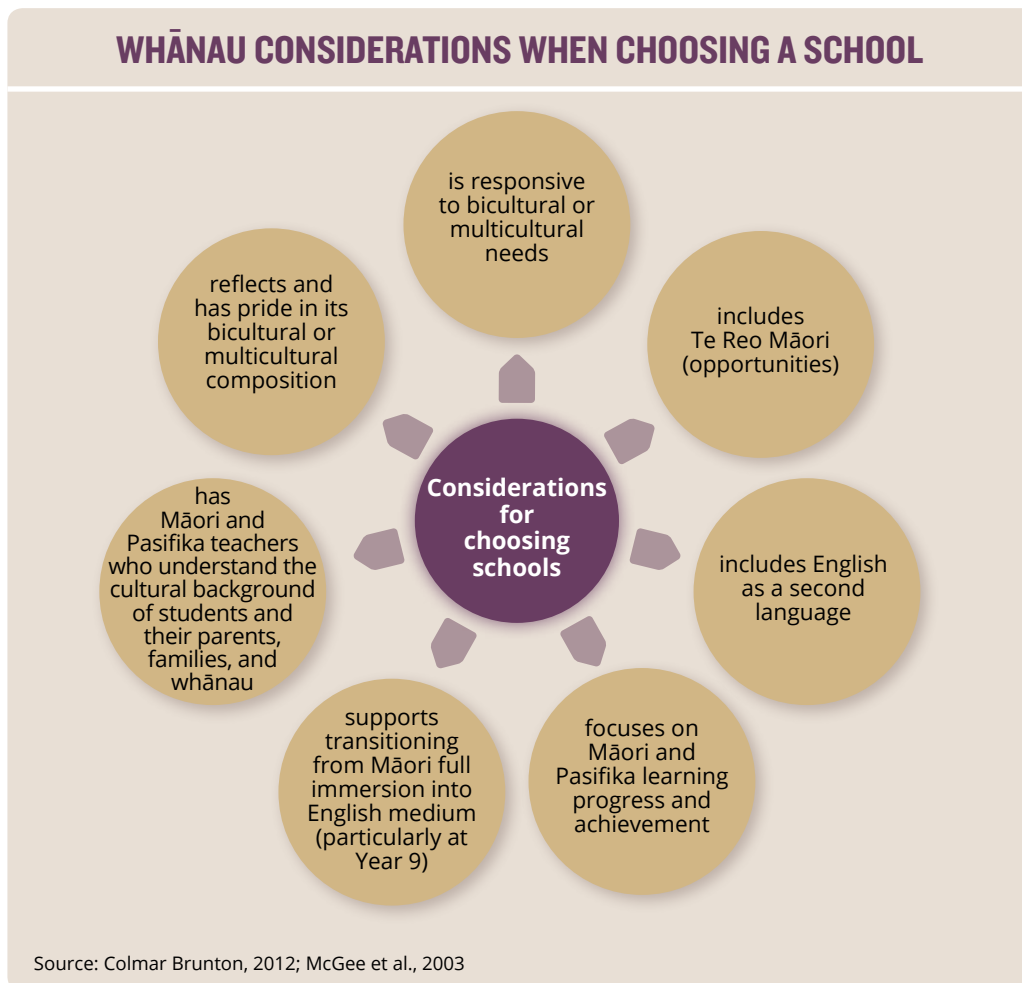 WHĀNAU CONSIDERATIONS WHEN CHOOSING A SCHOOL
is responsive
to bicultural or
multicultural
needs
includes
Te Reo Māori
(opportunities)
includes English
as a second
language
focuses on
Māori and
Pasifika learning
progress and
achievement
supports
transitioning
from Māori full
immersion into
English medium
(particularly at
Year 9)
has
Māori and
Pasifika teachers
who understand the
cultural background
of students and
their parents,
families, and
whānau
reflects and
has pride in its
bicultural or
multicultural
composition
Considerations
for
choosing
schools
Source: Colmar Brunton, 2012; McGee et al., 2003